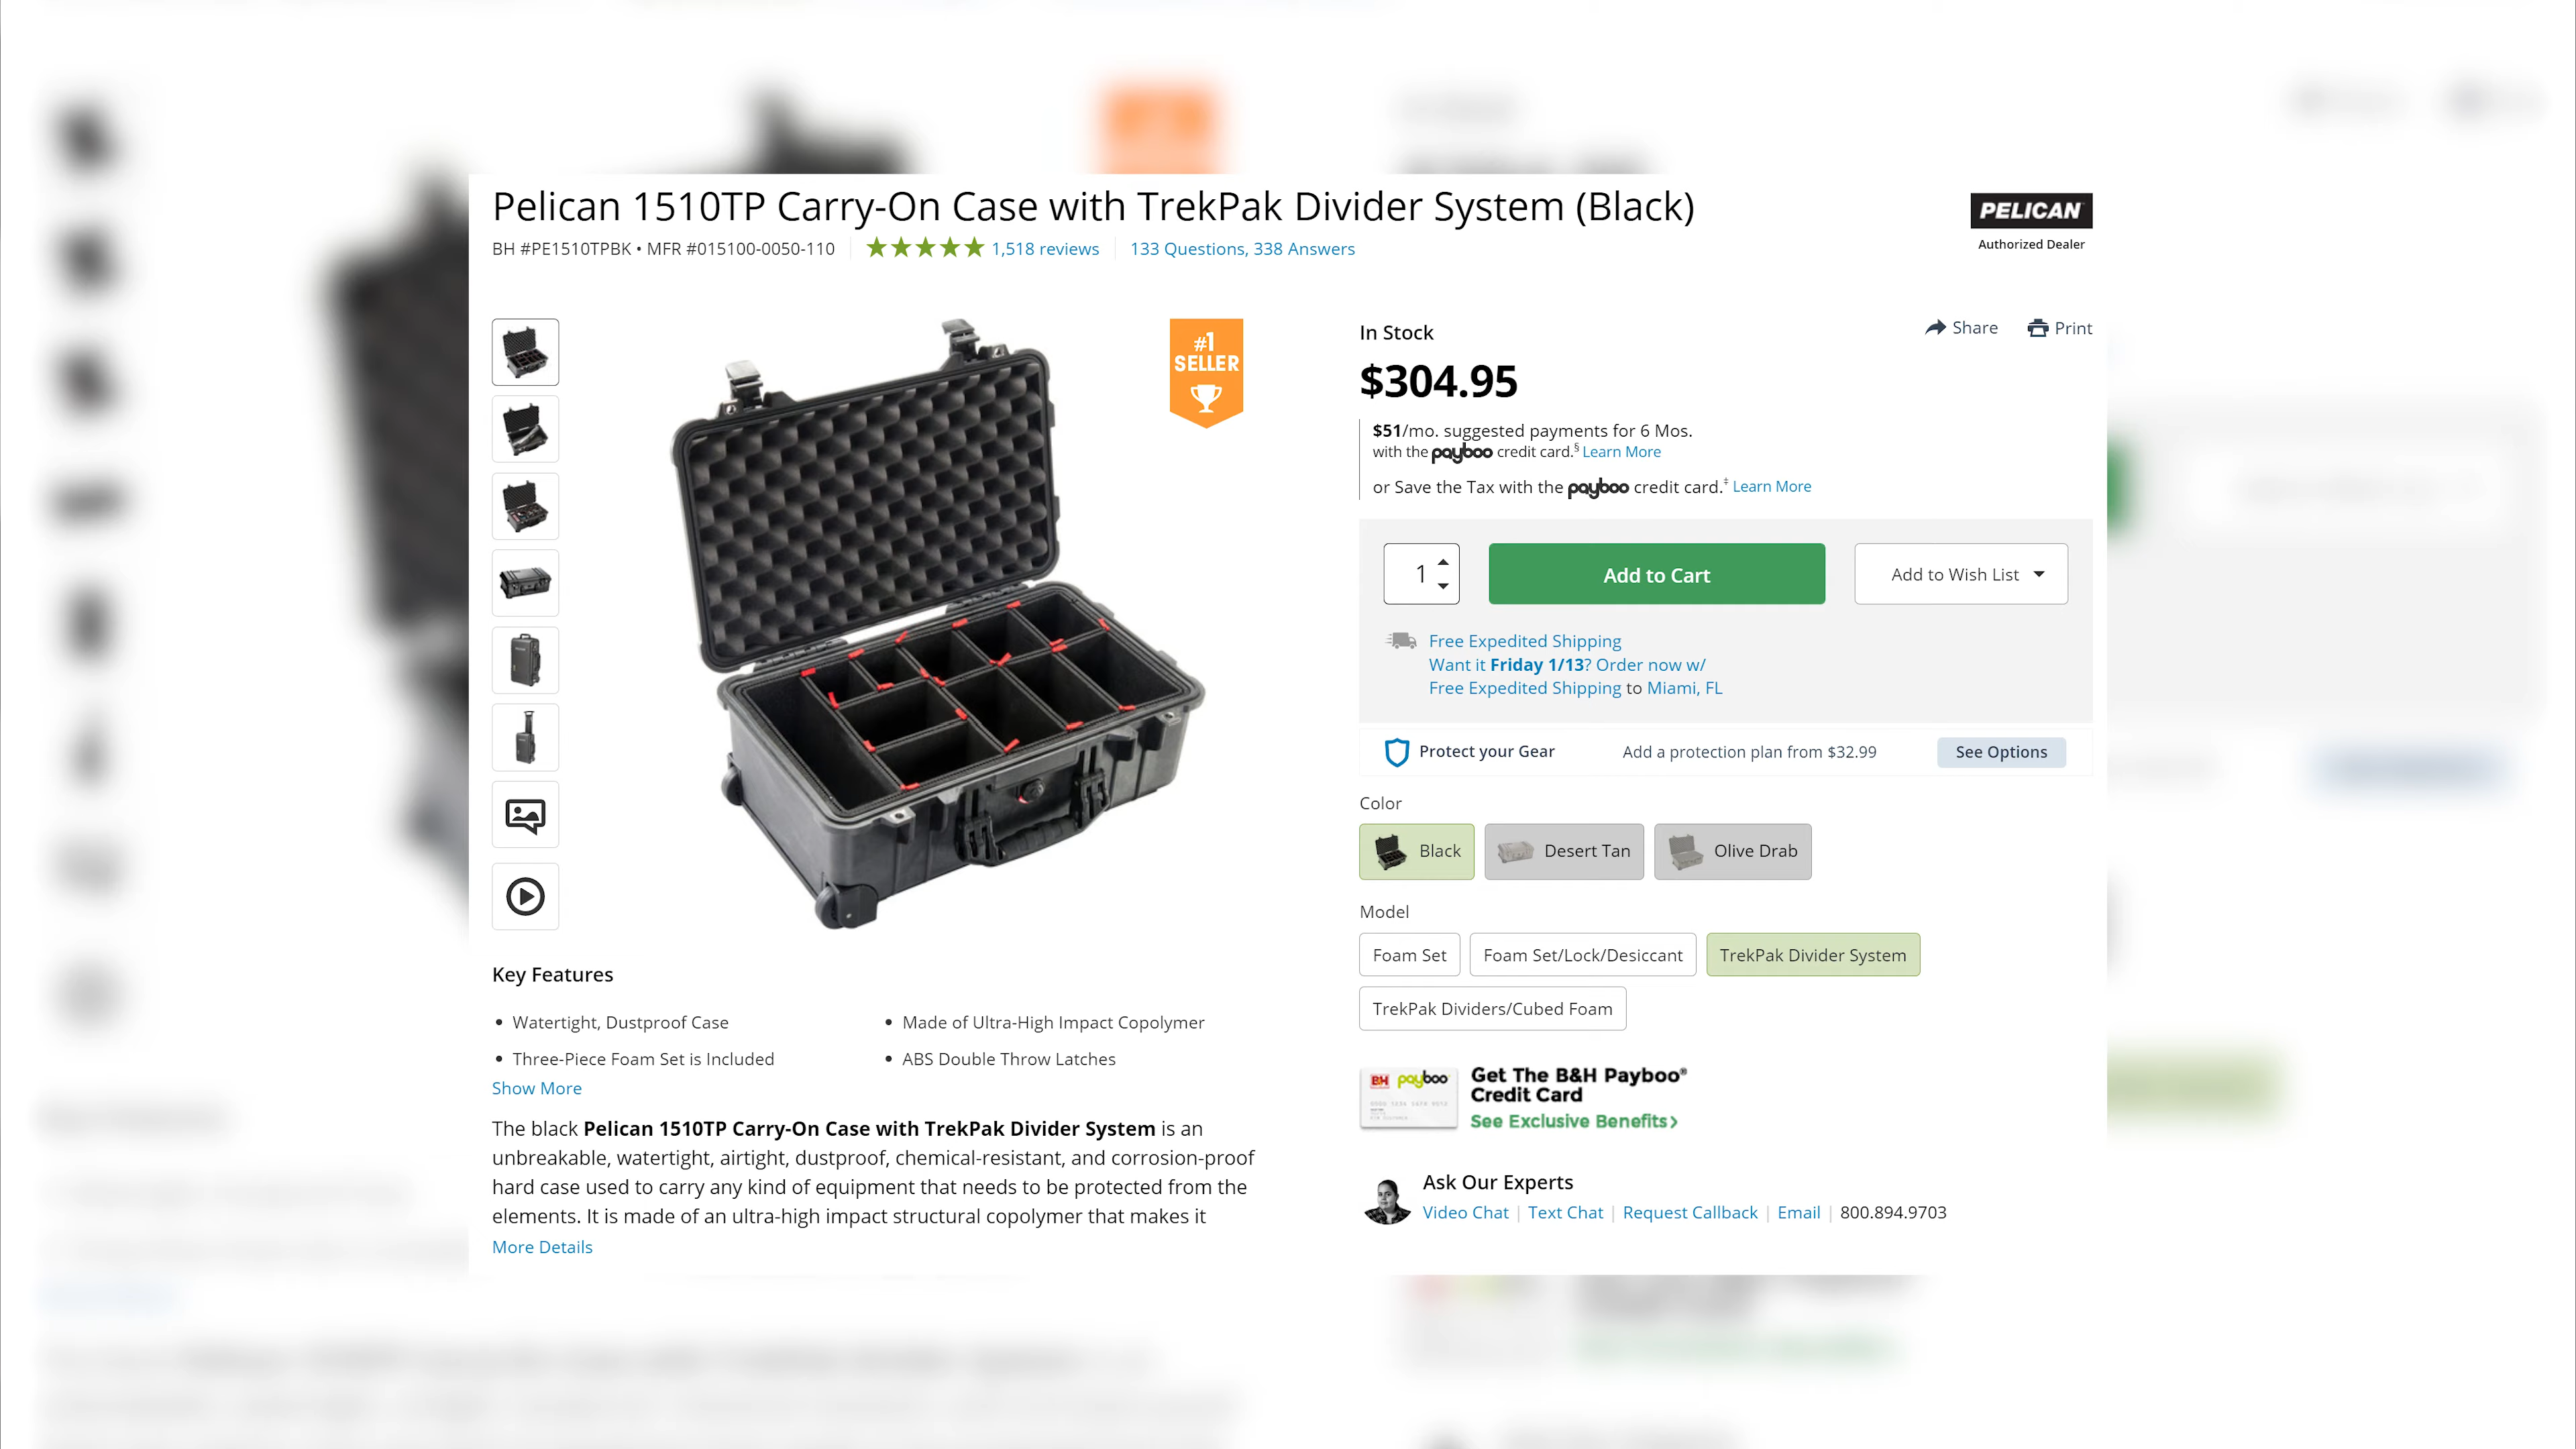 Pelican 1510TP Carry-On Case with TrekPak Divider System (Black)
BH #PE1510TPBK • MFR #015100-0050-110
1,518 reviews
133 Questions, 338 Answers
PELICAN
Authorized Dealer
#1
SELLER
In Stock
Share
Print
$304.95
$51/mo. suggested payments for 6 Mos.
with the payboo credit card.§ Learn More
or Save the Tax with the payboo credit card.‡ Learn More
1
Add to Cart
Add to Wish List
Free Expedited Shipping
Want it Friday 1/13? Order now w/
Free Expedited Shipping to Miami, FL
Protect your Gear
Add a protection plan from $32.99
See Options
Color
Black
Desert Tan
Olive Drab
Model
Foam Set
Foam Set/Lock/Desiccant
TrekPak Divider System
TrekPak Dividers/Cubed Foam
Key Features
• Watertight, Dustproof Case
• Made of Ultra-High Impact Copolymer
• Three-Piece Foam Set is Included
• ABS Double Throw Latches
Show More
The black Pelican 1510TP Carry-On Case with TrekPak Divider System is an
unbreakable, watertight, airtight, dustproof, chemical-resistant, and corrosion-proof
hard case used to carry any kind of equipment that needs to be protected from the
elements. It is made of an ultra-high impact structural copolymer that makes it
More Details
B&H payboo
Get The B&H Payboo®
Credit Card
See Exclusive Benefits >
Ask Our Experts
Video Chat | Text Chat | Request Callback | Email | 800.894.9703